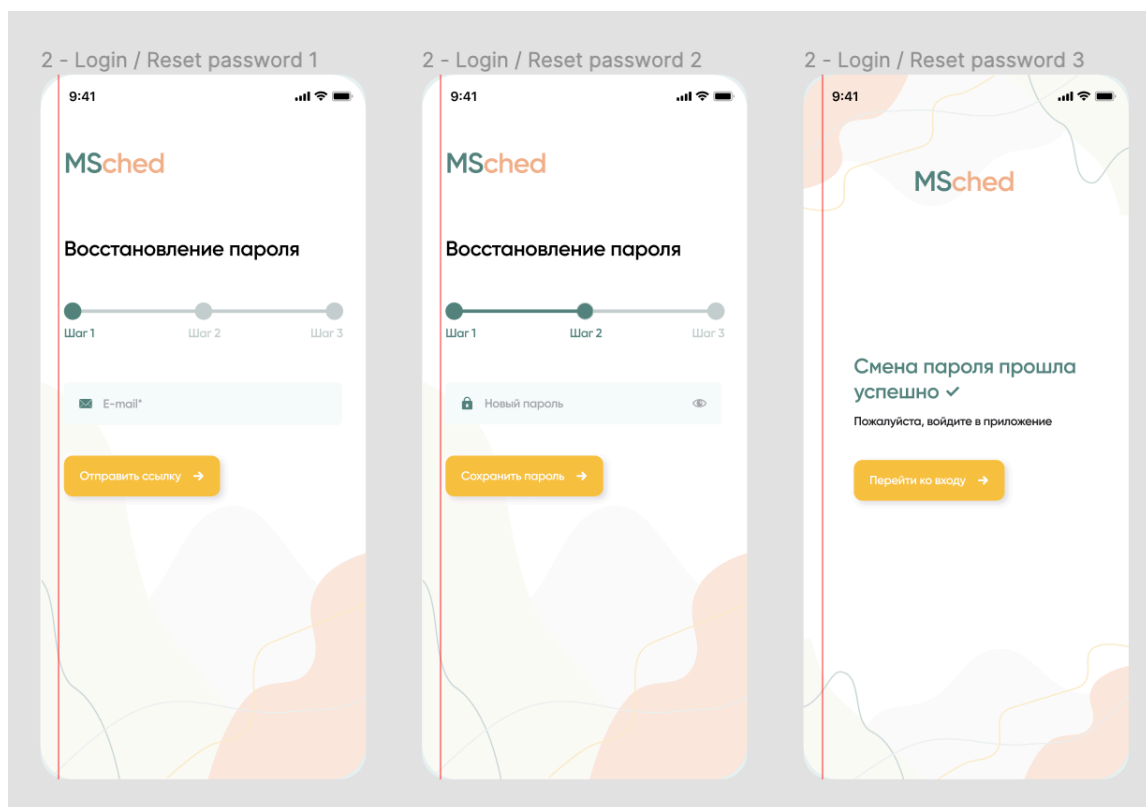 2 - Login / Reset password 1
9:41
MSched
Восстановление пароля
Шаг 1 Шаг 2 Шаг 3
E-mail*
Отправить ссылку →
2 - Login / Reset password 2
9:41
MSched
Восстановление пароля
Шаг 1 Шаг 2 Шаг 3
Новый пароль
Сохранить пароль →
2 - Login / Reset password 3
9:41
MSched
Смена пароля прошла
успешно ✓
Пожалуйста, войдите в приложение
Перейти ко входу →